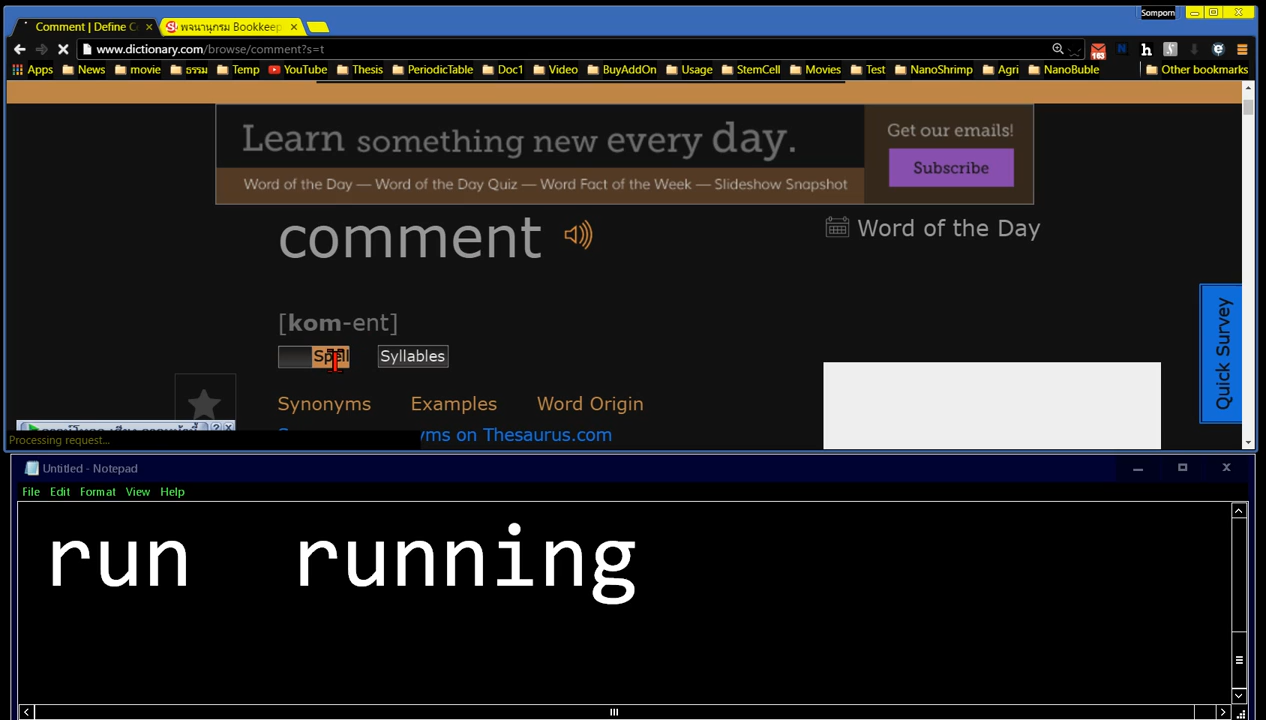 Somporn
Comment | Define Co
พจนานุกรม Bookkeep
www.dictionary.com/browse/comment?s=t
163
Apps News movie ธรรม Temp YouTube Thesis PeriodicTable Doc1 Video BuyAddOn Usage StemCell Movies Test NanoShrimp Agri NanoBuble Other bookmarks
Learn something new every day.
Get our emails!
Subscribe
Word of the Day — Word of the Day Quiz — Word Fact of the Week — Slideshow Snapshot
comment
Word of the Day
[kom-ent]
Syllables
Quick Survey
Synonyms Examples Word Origin
on Thesaurus.com
Processing request...
Untitled - Notepad
File Edit Format View Help
run running